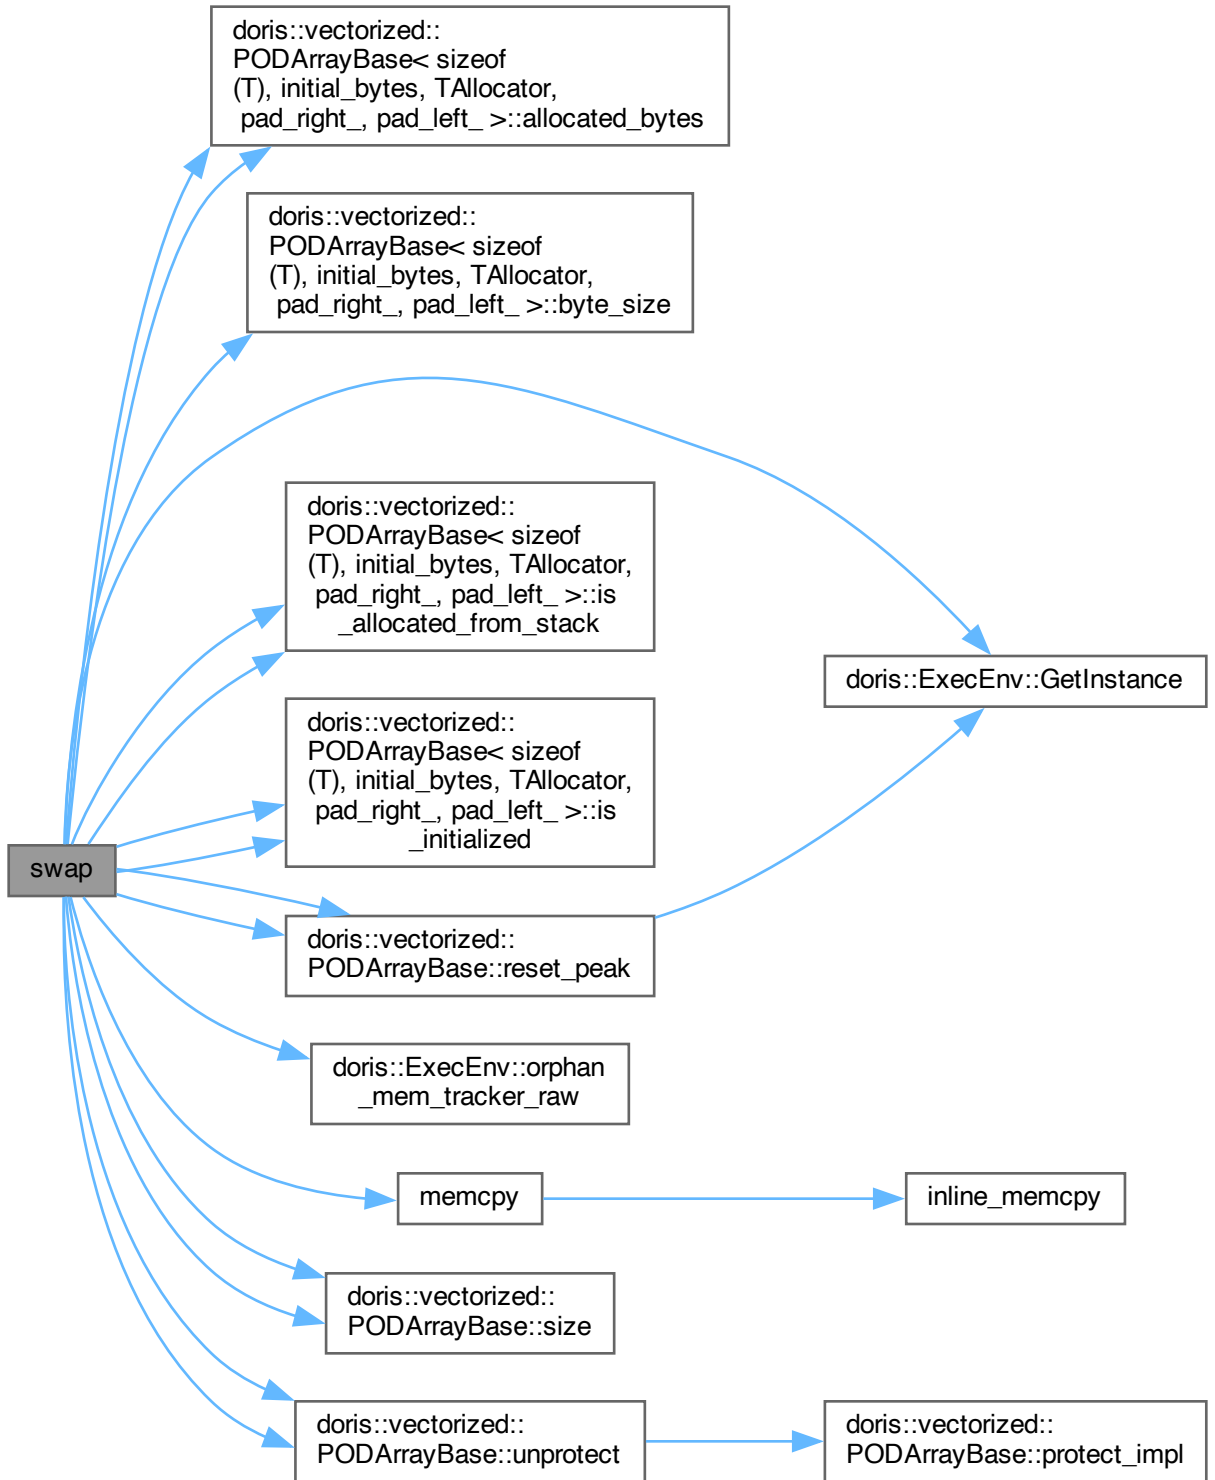 doris::vectorized::
PODArrayBase< sizeof
(T), initial_bytes, TAllocator,
pad_right_, pad_left_ >::allocated_bytes
doris::vectorized::
PODArrayBase< sizeof
(T), initial_bytes, TAllocator,
pad_right_, pad_left_ >::byte_size
doris::vectorized::
PODArrayBase< sizeof
(T), initial_bytes, TAllocator,
pad_right_, pad_left_ >::is
_allocated_from_stack
doris::ExecEnv::GetInstance
doris::vectorized::
PODArrayBase< sizeof
(T), initial_bytes, TAllocator,
pad_right_, pad_left_ >::is
_initialized
swap
doris::vectorized::
PODArrayBase::reset_peak
doris::ExecEnv::orphan
_mem_tracker_raw
memcpy
inline_memcpy
doris::vectorized::
PODArrayBase::size
doris::vectorized::
PODArrayBase::unprotect
doris::vectorized::
PODArrayBase::protect_impl